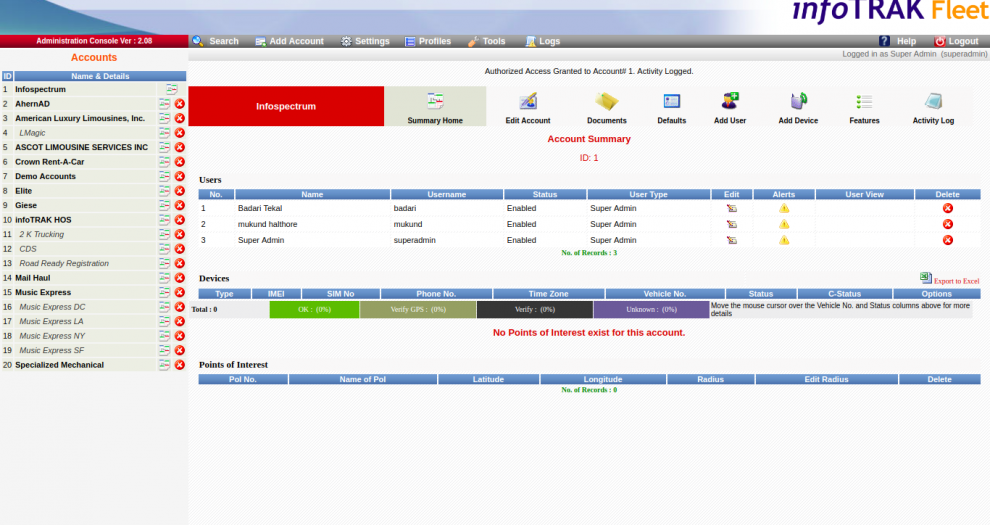 infoTRAK Fleet
Administration Console Ver : 2.08
Search Add Account Settings Profiles Tools Logs Help Logout
Accounts
Logged in as Super Admin (superadmin)
ID Name & Details
1 Infospectrum
2 AhernAD
3 American Luxury Limousines, Inc.
4 LMagic
5 ASCOT LIMOUSINE SERVICES INC
6 Crown Rent-A-Car
7 Demo Accounts
8 Elite
9 Giese
10 infoTRAK HOS
11 2 K Trucking
12 CDS
13 Road Ready Registration
14 Mail Haul
15 Music Express
16 Music Express DC
17 Music Express LA
18 Music Express NY
19 Music Express SF
20 Specialized Mechanical
Authorized Access Granted to Account# 1. Activity Logged.
Infospectrum
Summary Home Edit Account Documents Defaults Add User Add Device Features Activity Log
Account Summary
ID: 1
Users
No. Name Username Status User Type Edit Alerts User View Delete
1 Badari Tekal badari Enabled Super Admin
2 mukund halthore mukund Enabled Super Admin
3 Super Admin superadmin Enabled Super Admin
No. of Records : 3
Devices
Export to Excel
Type IMEI SIM No Phone No. Time Zone Vehicle No. Status C-Status Options
Total : 0 OK : (0%) Verify GPS : (0%) Verify : (0%) Unknown : (0%) Move the mouse cursor over the Vehicle No. and Status columns above for more
details
No Points of Interest exist for this account.
Points of Interest
PoI No. Name of PoI Latitude Longitude Radius Edit Radius Delete
No. of Records : 0